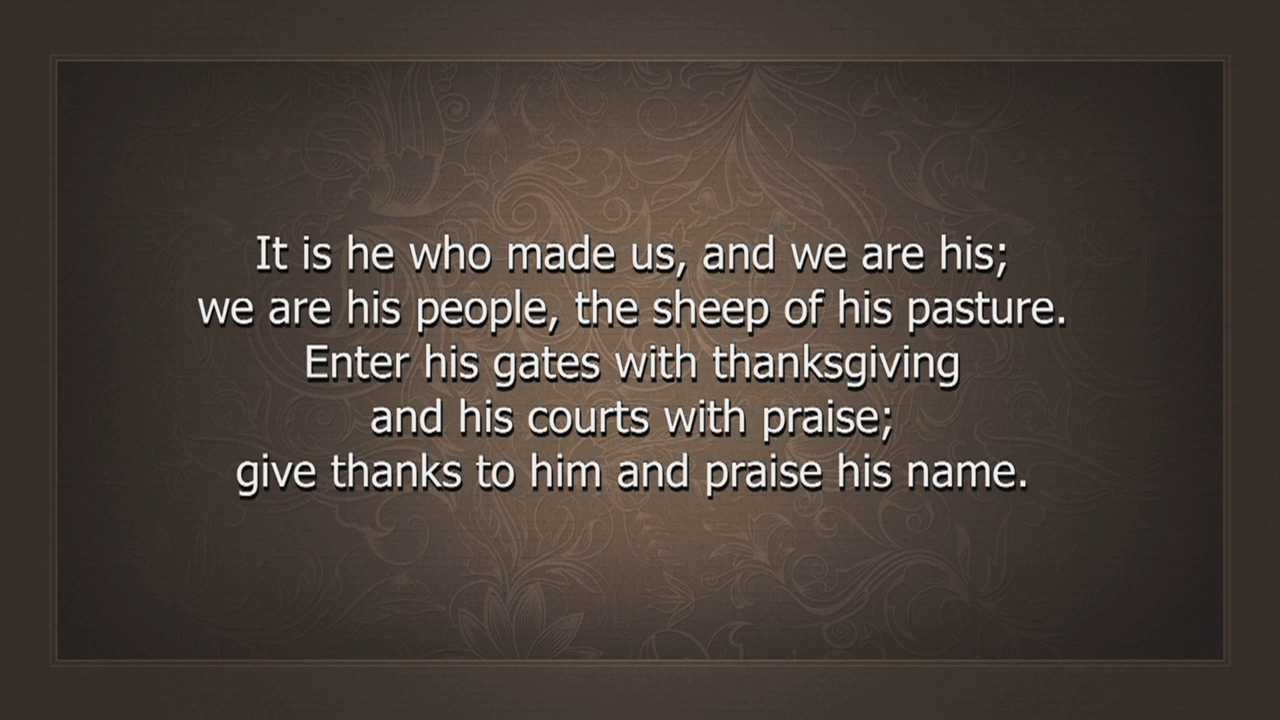 It is he who made us, and we are his;
we are his people, the sheep of his pasture.
Enter his gates with thanksgiving
and his courts with praise;
give thanks to him and praise his name.